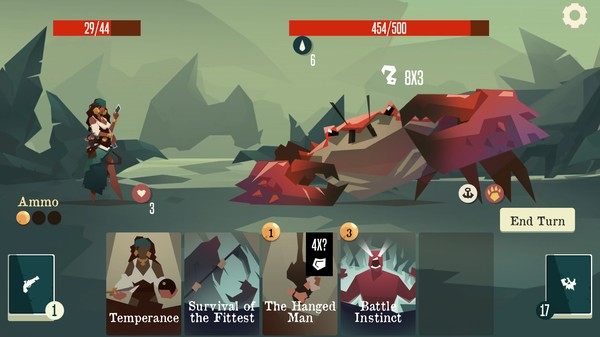 29/44
454/500
6
8X3
3
Ammo
End Turn
1
4X?
3
Temperance
Survival of
the Fittest
The Hanged
Man
Battle
Instinct
1
17